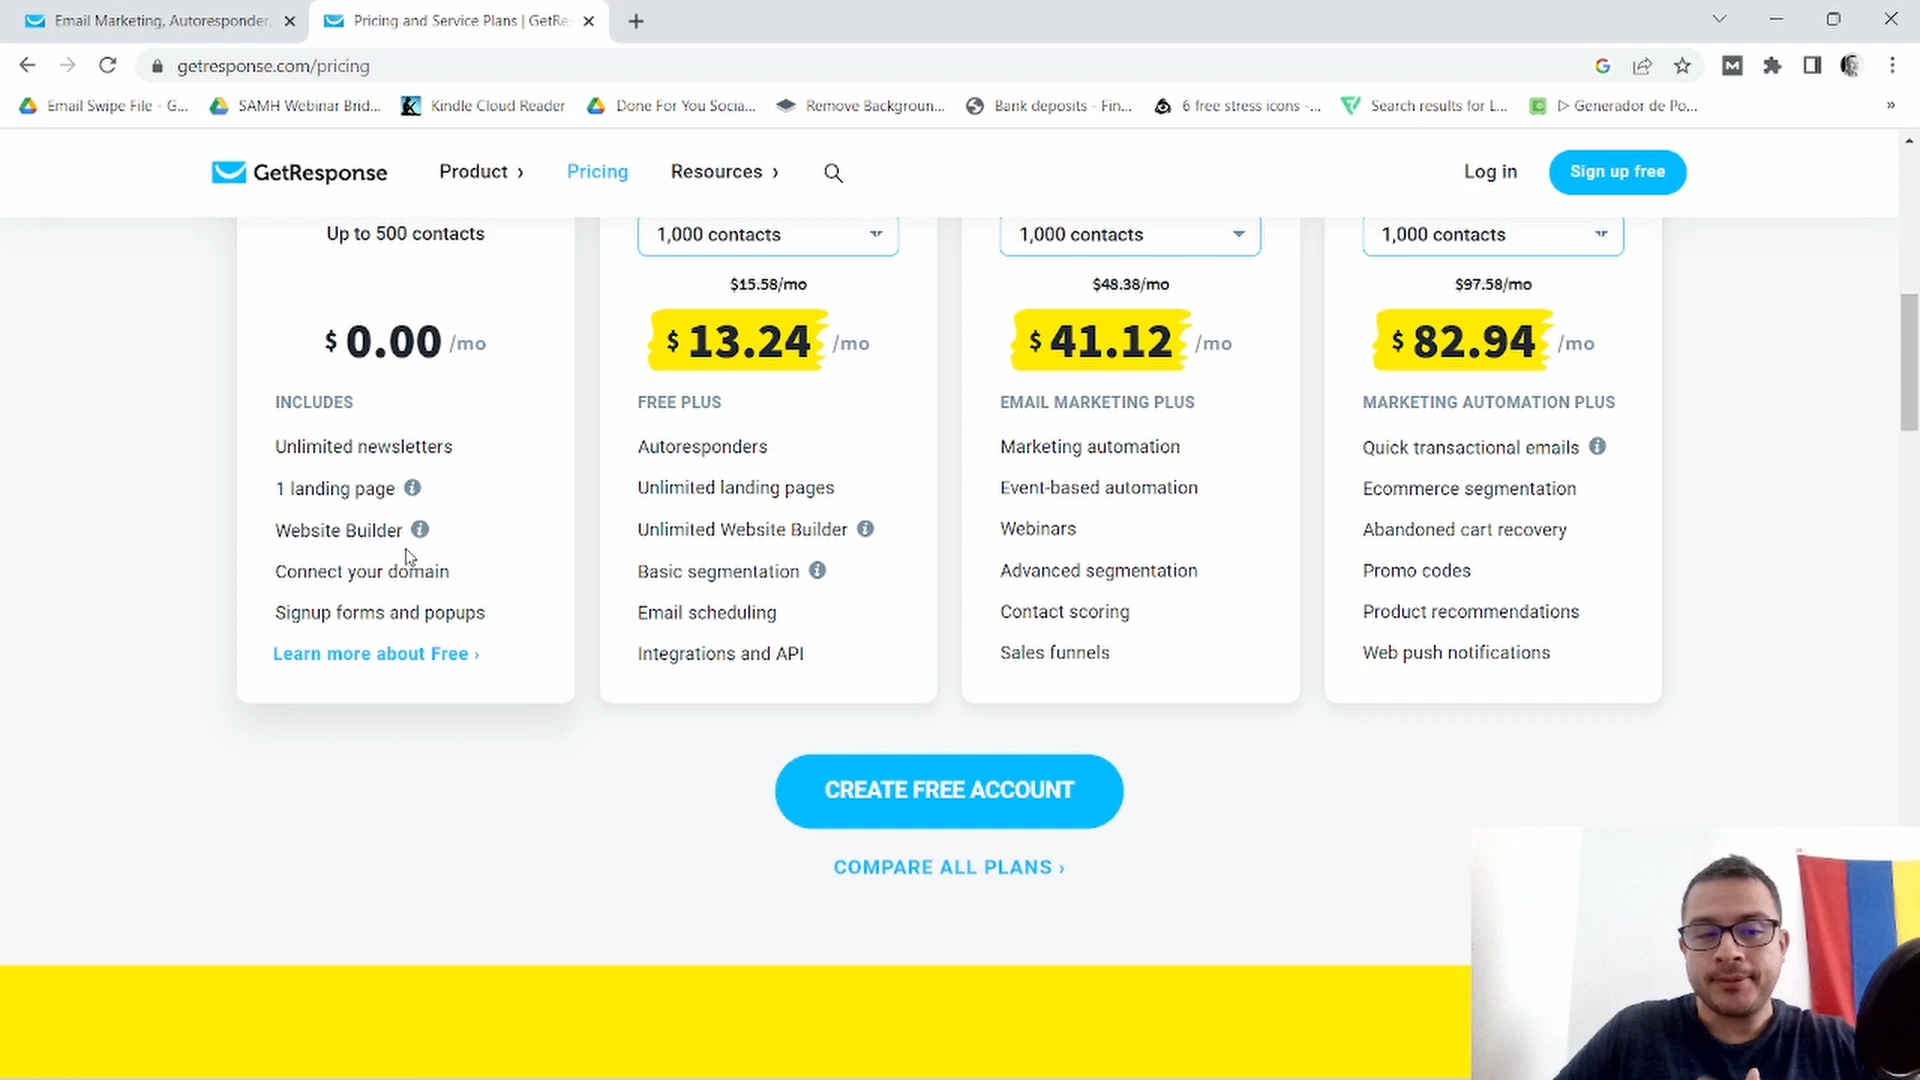 Email Marketing, Autoresponder,
Pricing and Service Plans | GetRe
getresponse.com/pricing
Email Swipe File - G...
SAMH Webinar Brid...
Kindle Cloud Reader
Done For You Socia...
Remove Backgroun...
Bank deposits - Fin...
6 free stress icons -...
Search results for L...
Generador de Po...
»
GetResponse
Product ›
Pricing
Resources ›
Log in
Sign up free
Up to 500 contacts
$ 0.00 /mo
INCLUDES
Unlimited newsletters
1 landing page
Website Builder
Connect your domain
Signup forms and popups
Learn more about Free ›
1,000 contacts
$15.58/mo
$ 13.24 /mo
FREE PLUS
Autoresponders
Unlimited landing pages
Unlimited Website Builder
Basic segmentation
Email scheduling
Integrations and API
1,000 contacts
$48.38/mo
$ 41.12 /mo
EMAIL MARKETING PLUS
Marketing automation
Event-based automation
Webinars
Advanced segmentation
Contact scoring
Sales funnels
1,000 contacts
$97.58/mo
$ 82.94 /mo
MARKETING AUTOMATION PLUS
Quick transactional emails
Ecommerce segmentation
Abandoned cart recovery
Promo codes
Product recommendations
Web push notifications
CREATE FREE ACCOUNT
COMPARE ALL PLANS ›